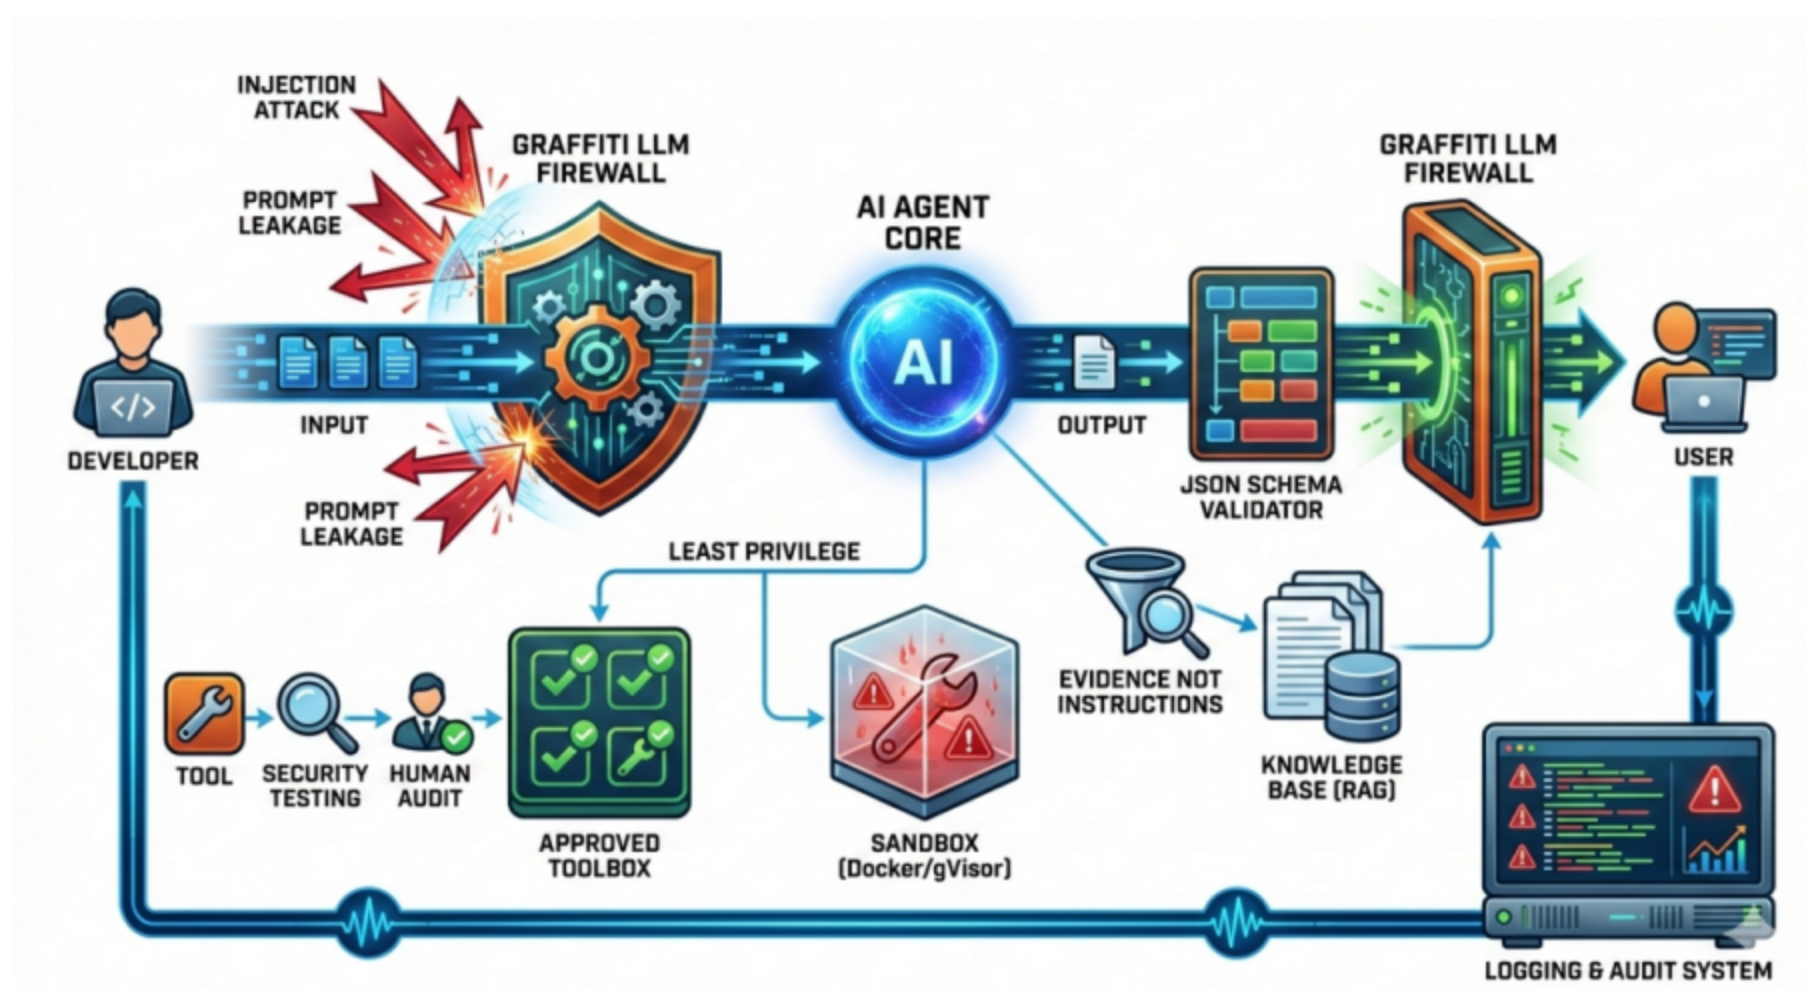 INJECTION
ATTACK
GRAFFITI LLM
FIREWALL
GRAFFITI LLM
FIREWALL
PROMPT
LEAKAGE
AI AGENT
CORE
AI
</>
INPUT
OUTPUT
DEVELOPER
USER
JSON SCHEMA
VALIDATOR
PROMPT
LEAKAGE
LEAST PRIVILEGE
EVIDENCE NOT
INSTRUCTIONS
TOOL
SECURITY
TESTING
HUMAN
AUDIT
KNOWLEDGE
BASE (RAG)
APPROVED
TOOLBOX
SANDBOX
(Docker/gVisor)
LOGGING & AUDIT SYSTEM